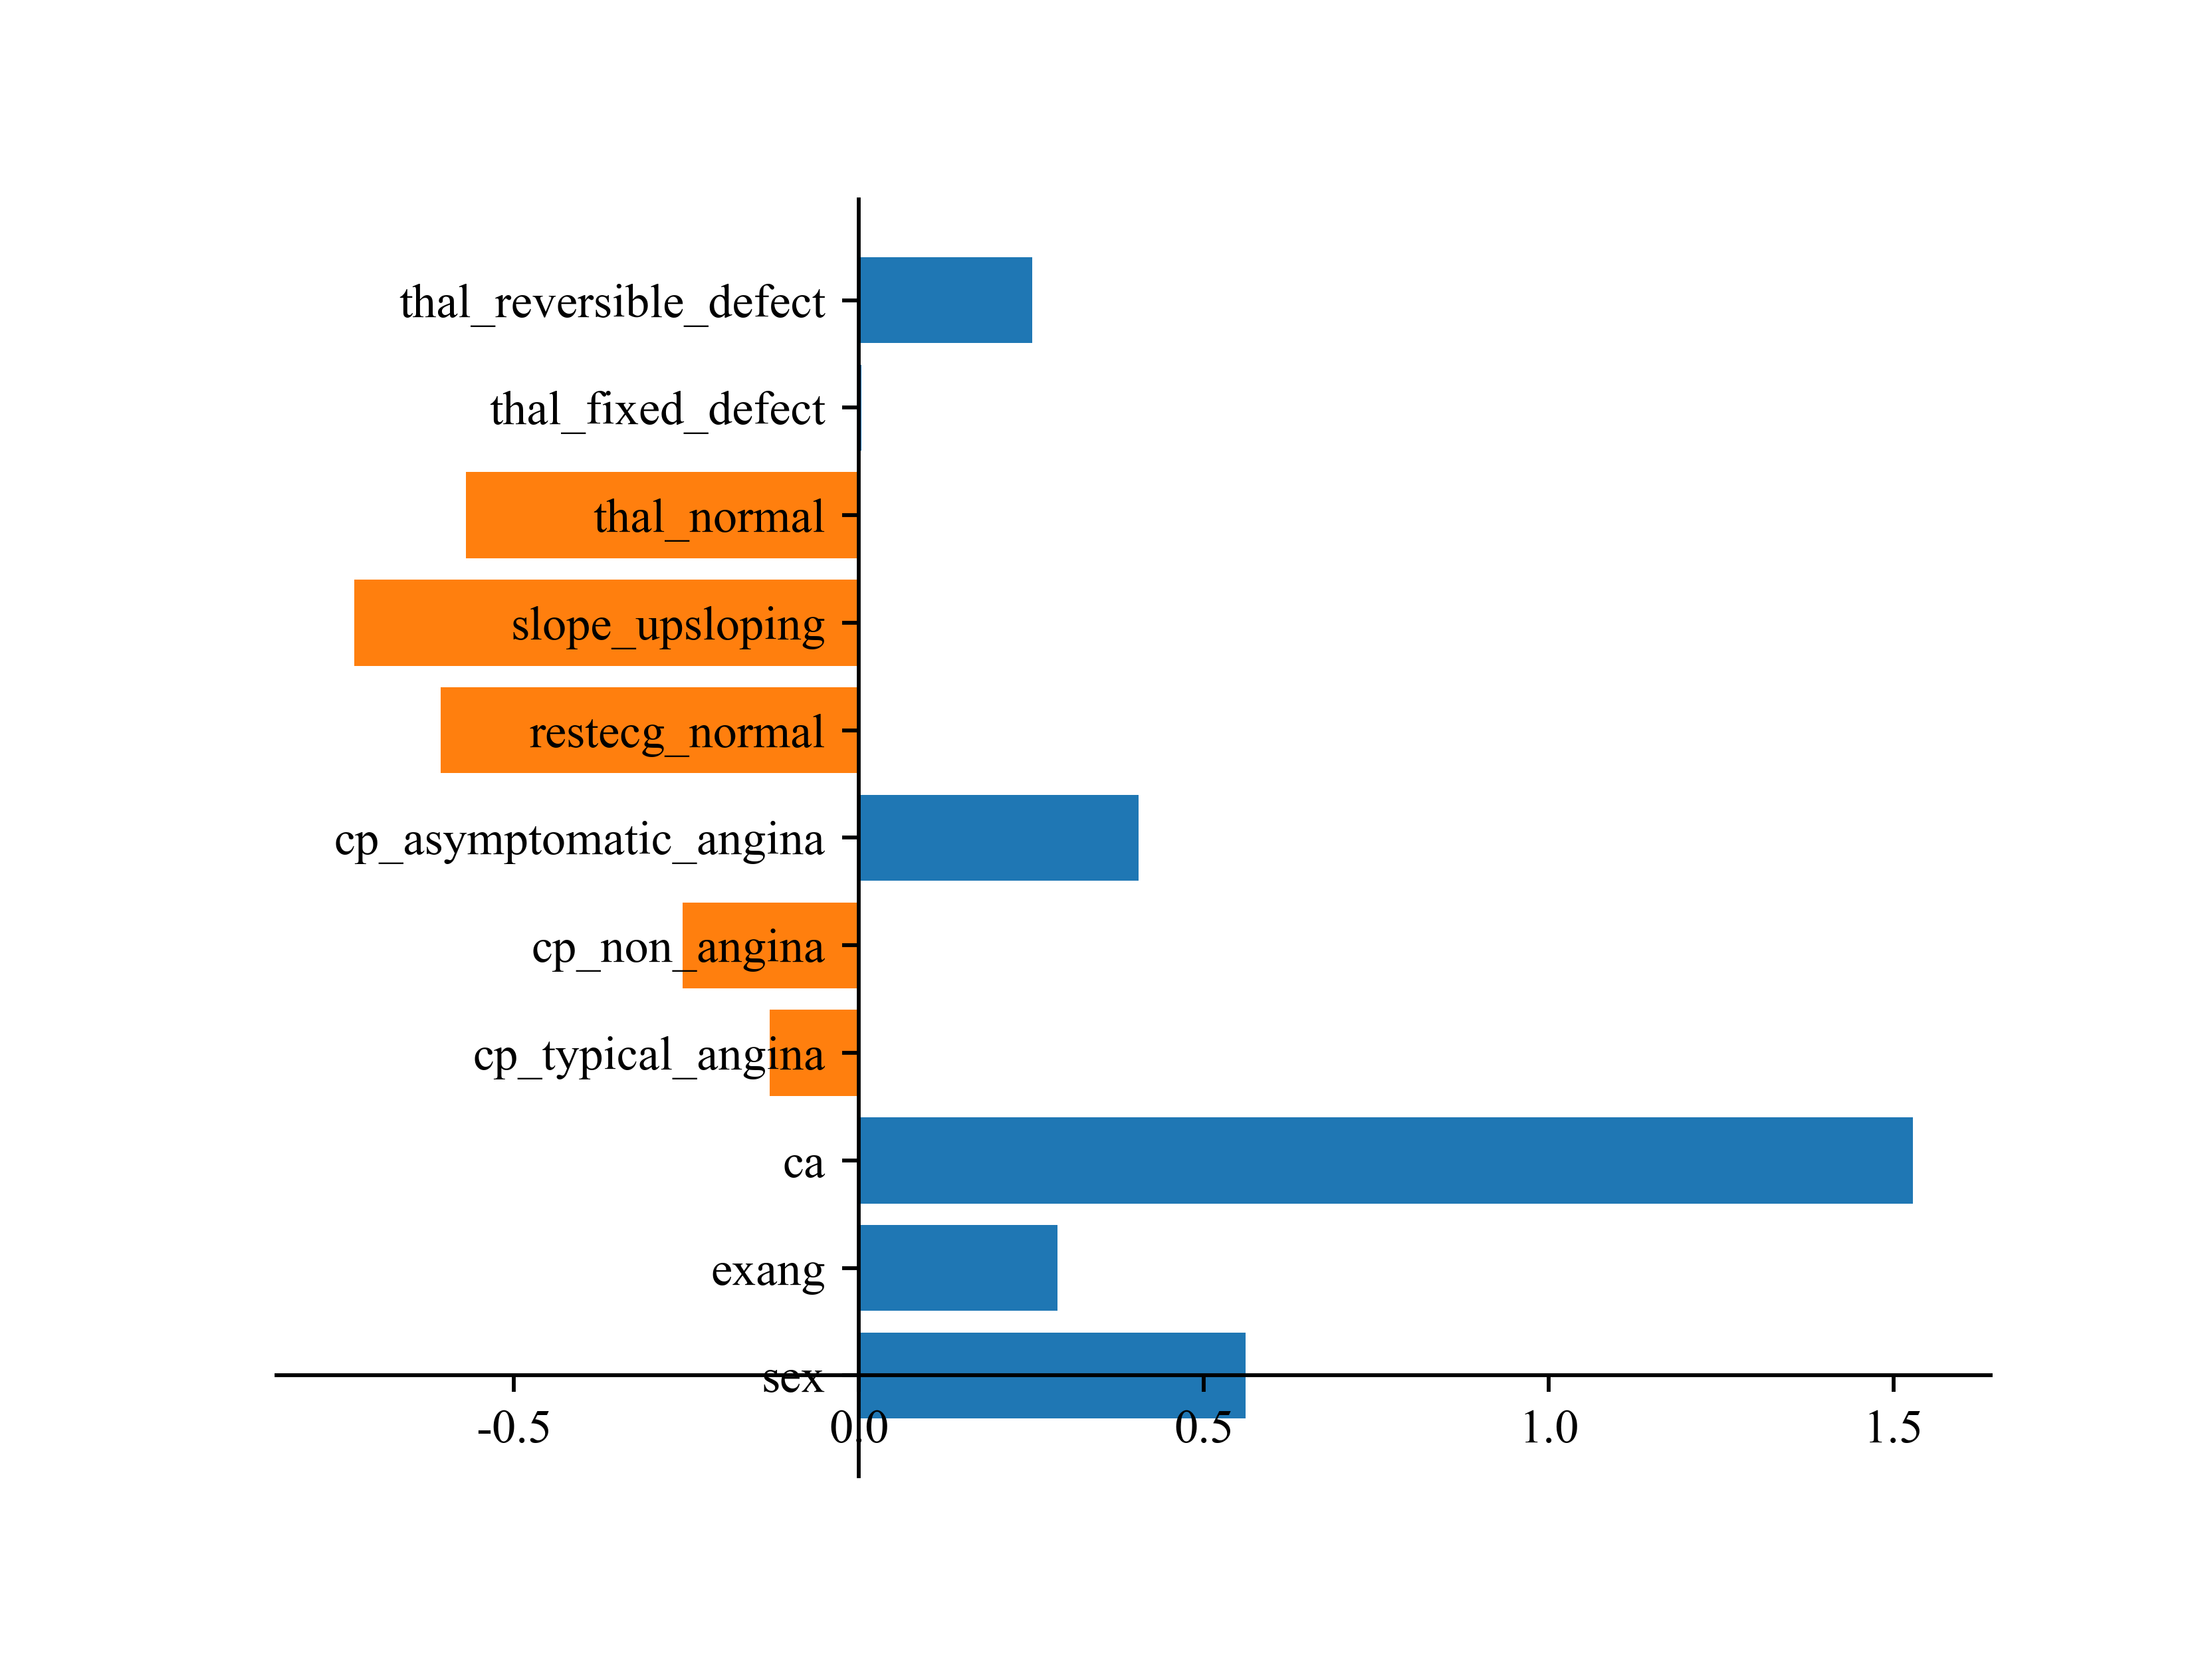 thal_reversible_defect
thal_fixed_defect
thal_normal
slope_upsloping
restecg_normal
cp_asymptomatic_angina
cp_non_angina
cp_typical_angina
ca
exang
sex
-0.5 0.0 0.5 1.0 1.5